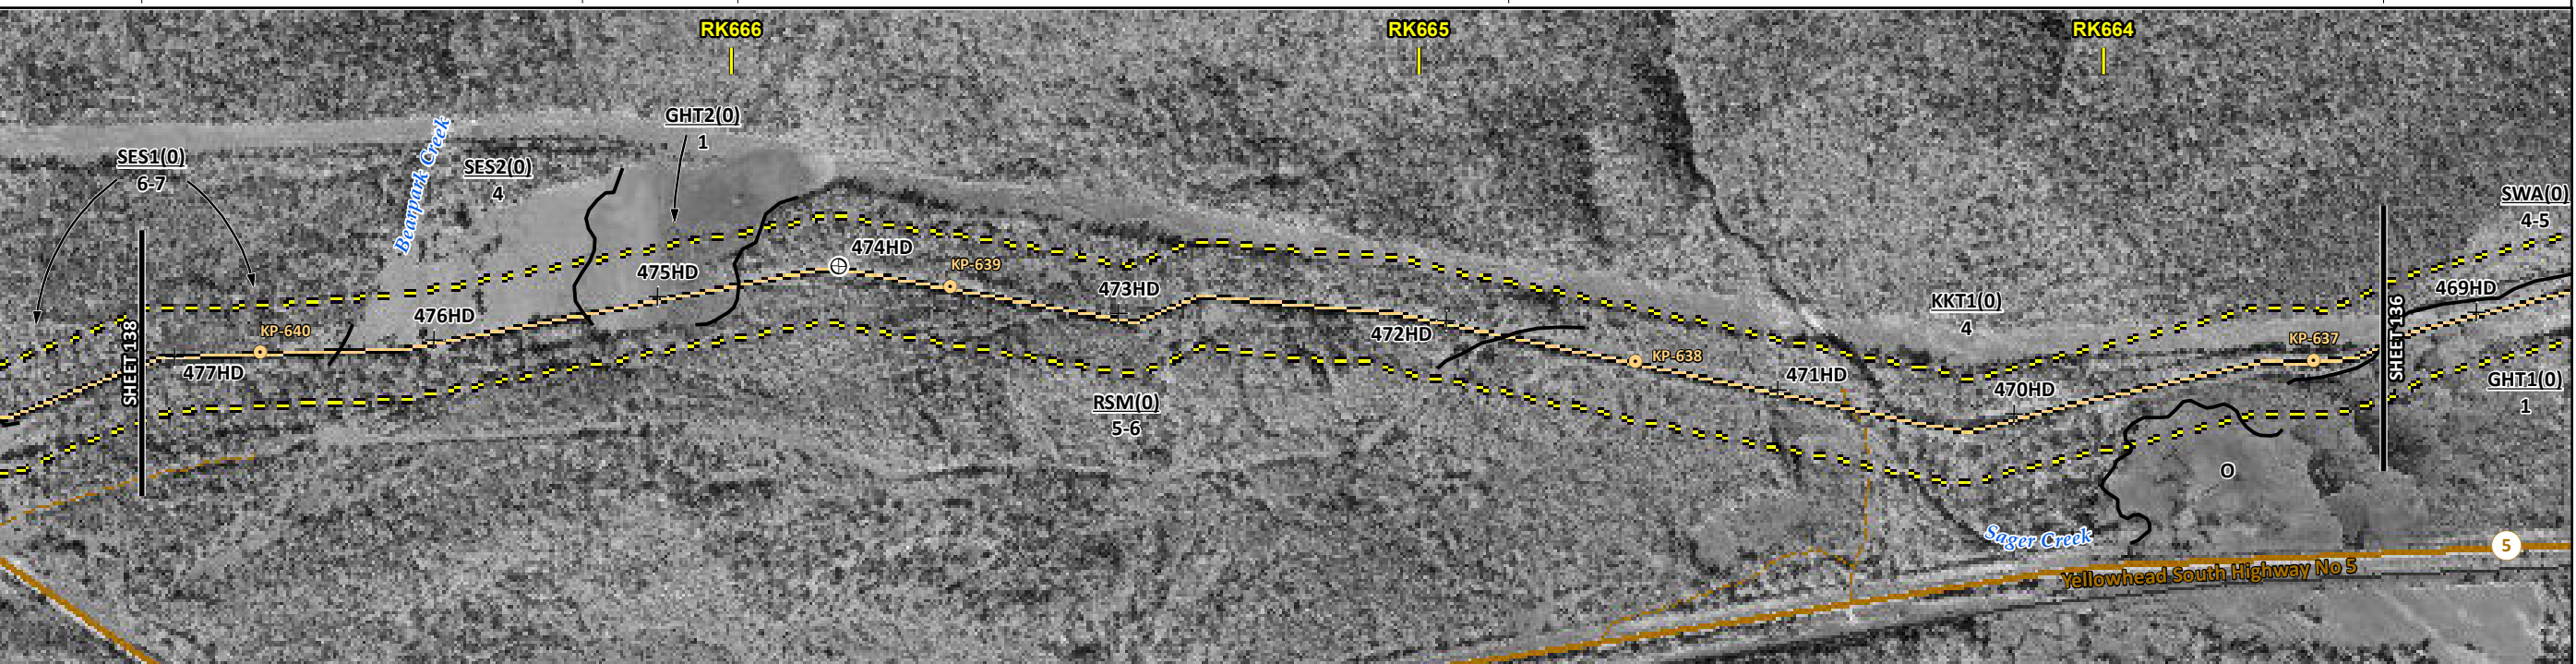 RK666
RK665
RK664
GHT2(0)
1
SES1(0)
6-7
Bearpark Creek
SES2(0)
4
SWA(0)
4-5
474HD
475HD
KP-639
473HD
476HD
KP-640
477HD
SHEET 138
472HD
KP-638
471HD
KKT1(0)
4
470HD
KP-637
469HD
SHEET 136
GHT1(0)
1
RSM(0)
5-6
O
Sager Creek
5
Yellowhead South Highway No 5